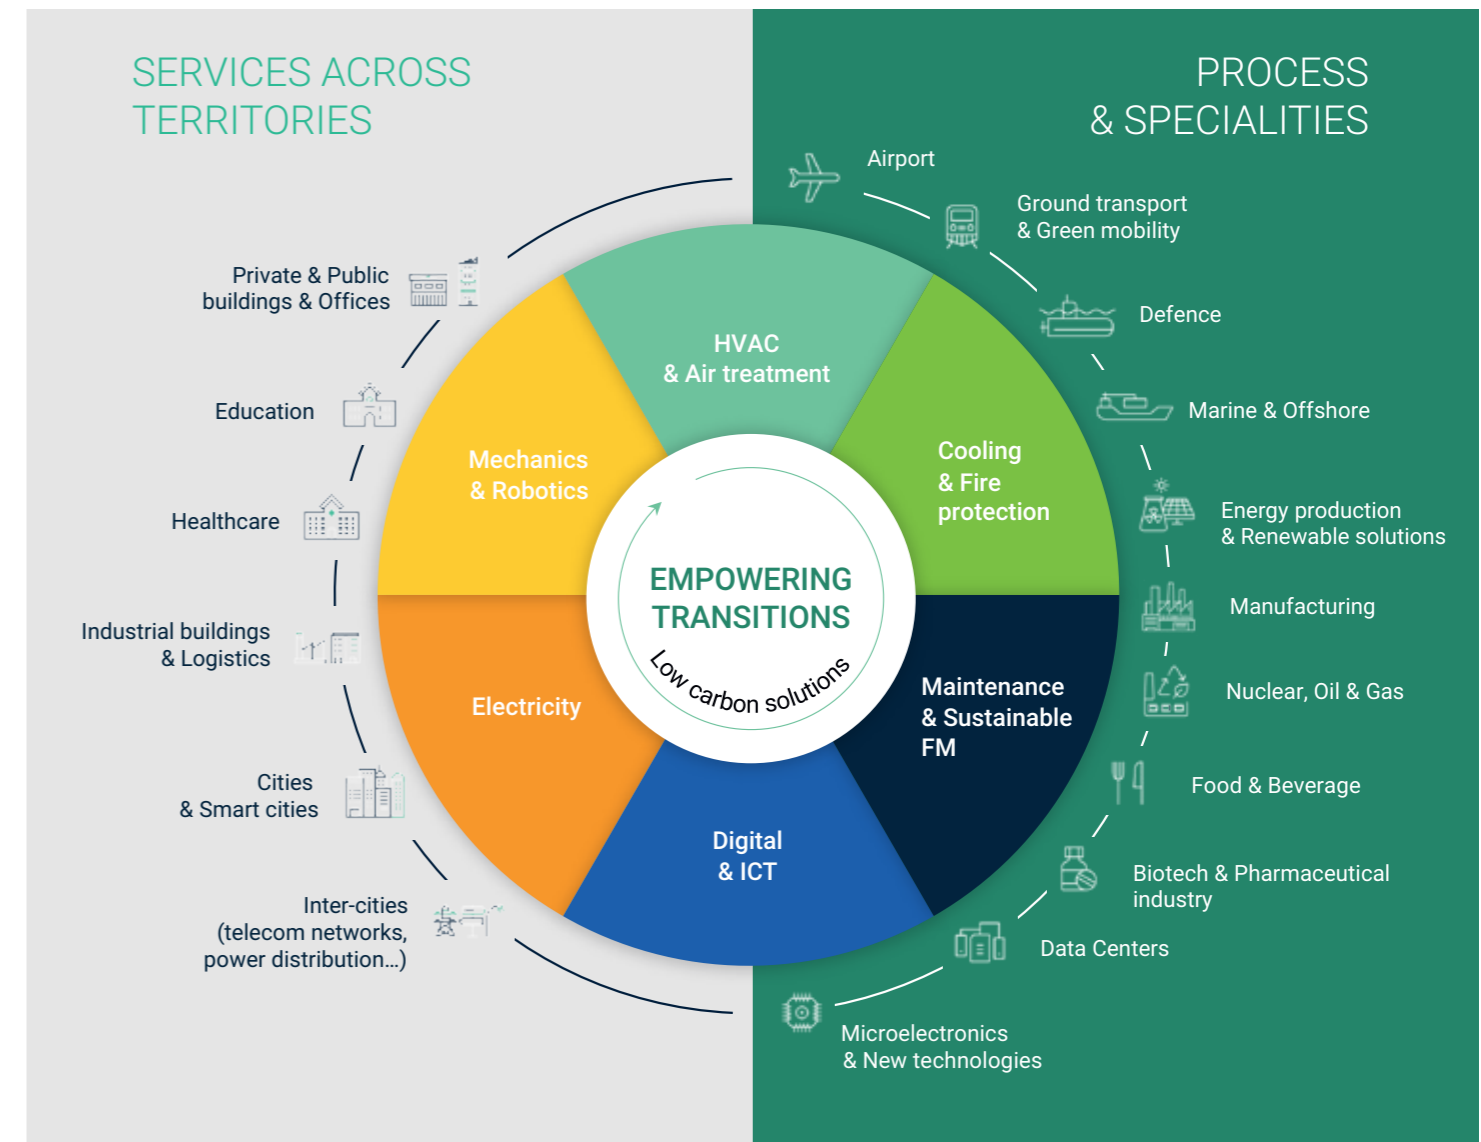 SERVICES ACROSS
TERRITORIES
Private & Public
buildings & Offices
Education
Healthcare
Industrial buildings
& Logistics
Cities
& Smart cities
Inter-cities
(telecom networks,
power distribution...)
PROCESS
& SPECIALITIES
Airport
Ground transport
& Green mobility
Defence
Marine & Offshore
Energy production
& Renewable solutions
Manufacturing
Nuclear, Oil & Gas
Food & Beverage
Biotech & Pharmaceutical
industry
Data Centers
Microelectronics
& New technologies
HVAC
& Air treatment
Cooling
& Fire
protection
Maintenance
& Sustainable
FM
Digital
& ICT
Electricity
Mechanics
& Robotics
EMPOWERING
TRANSITIONS
Low carbon solutions